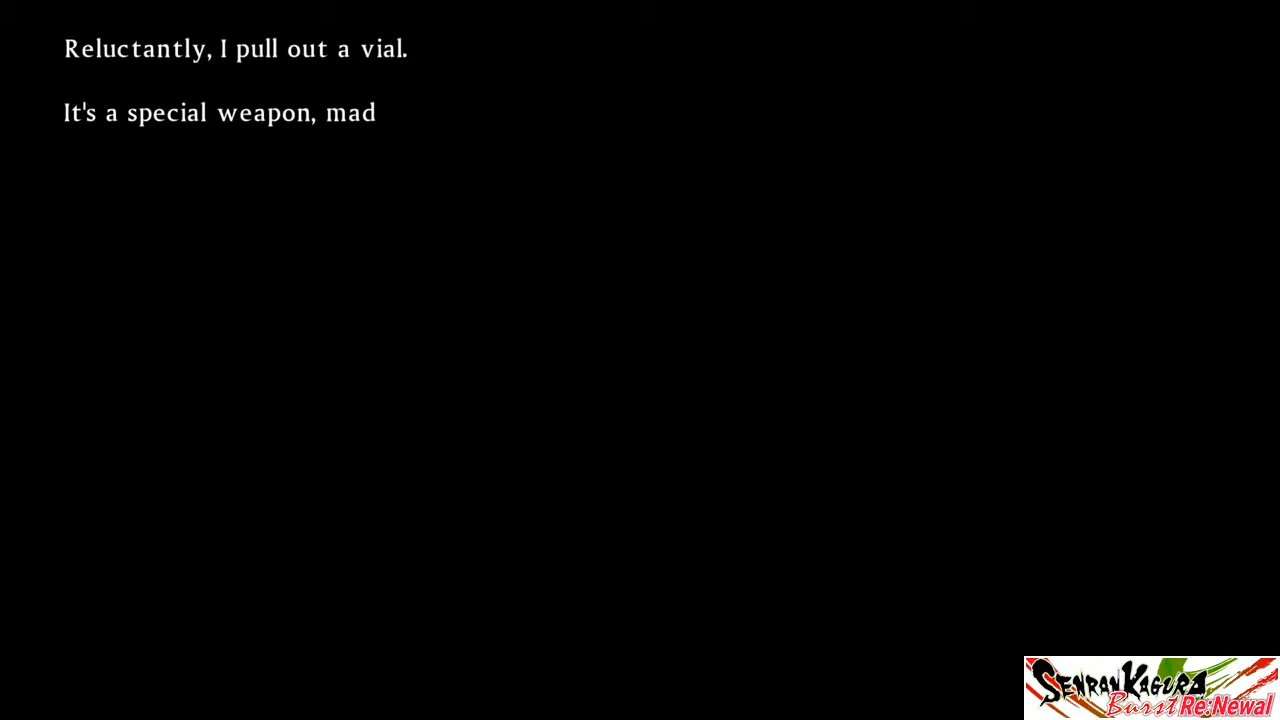 Reluctantly, I pull out a vial.
It's a special weapon, mad
SENRAN KAGURA
Burst Re:Newal